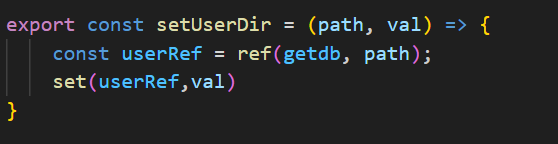 export const setUserDir = (path, val) => {
    const userRef = ref(getdb, path);
    set(userRef,val)
}